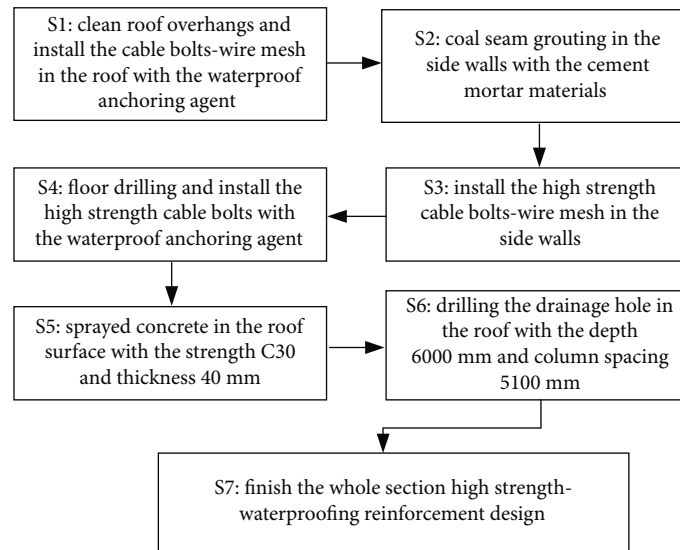 S1: clean roof overhangs and
install the cable bolts-wire mesh
in the roof with the waterproof
anchoring agent
S2: coal seam grouting in the
side walls with the cement
mortar materials
S3: install the high strength
cable bolts-wire mesh in the
side walls
S4: floor drilling and install the
high strength cable bolts with
the waterproof anchoring agent
S5: sprayed concrete in the roof
surface with the strength C30
and thickness 40 mm
S6: drilling the drainage hole in
the roof with the depth
6000 mm and column spacing
5100 mm
S7: finish the whole section high strength-
waterproofing reinforcement design